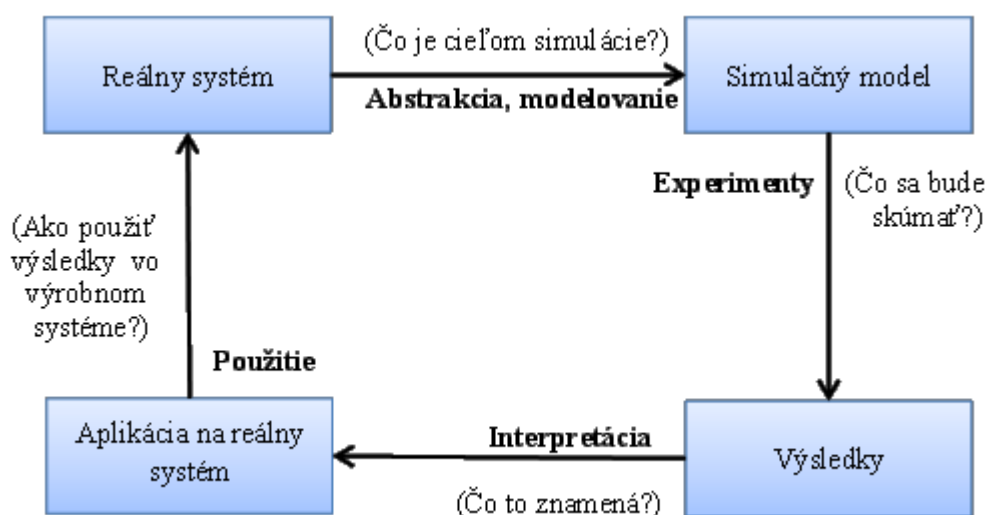 (Čo je cieľom simulácie?)
Reálny systém
Simulačný model
Abstrakcia, modelovanie
Experimenty
(Čo sa bude
skúmať?)
(Ako použiť
výsledky vo
výrobnom
systéme?)
Použitie
Aplikácia na reálny
systém
Interpretácia
Výsledky
(Čo to znamená?)